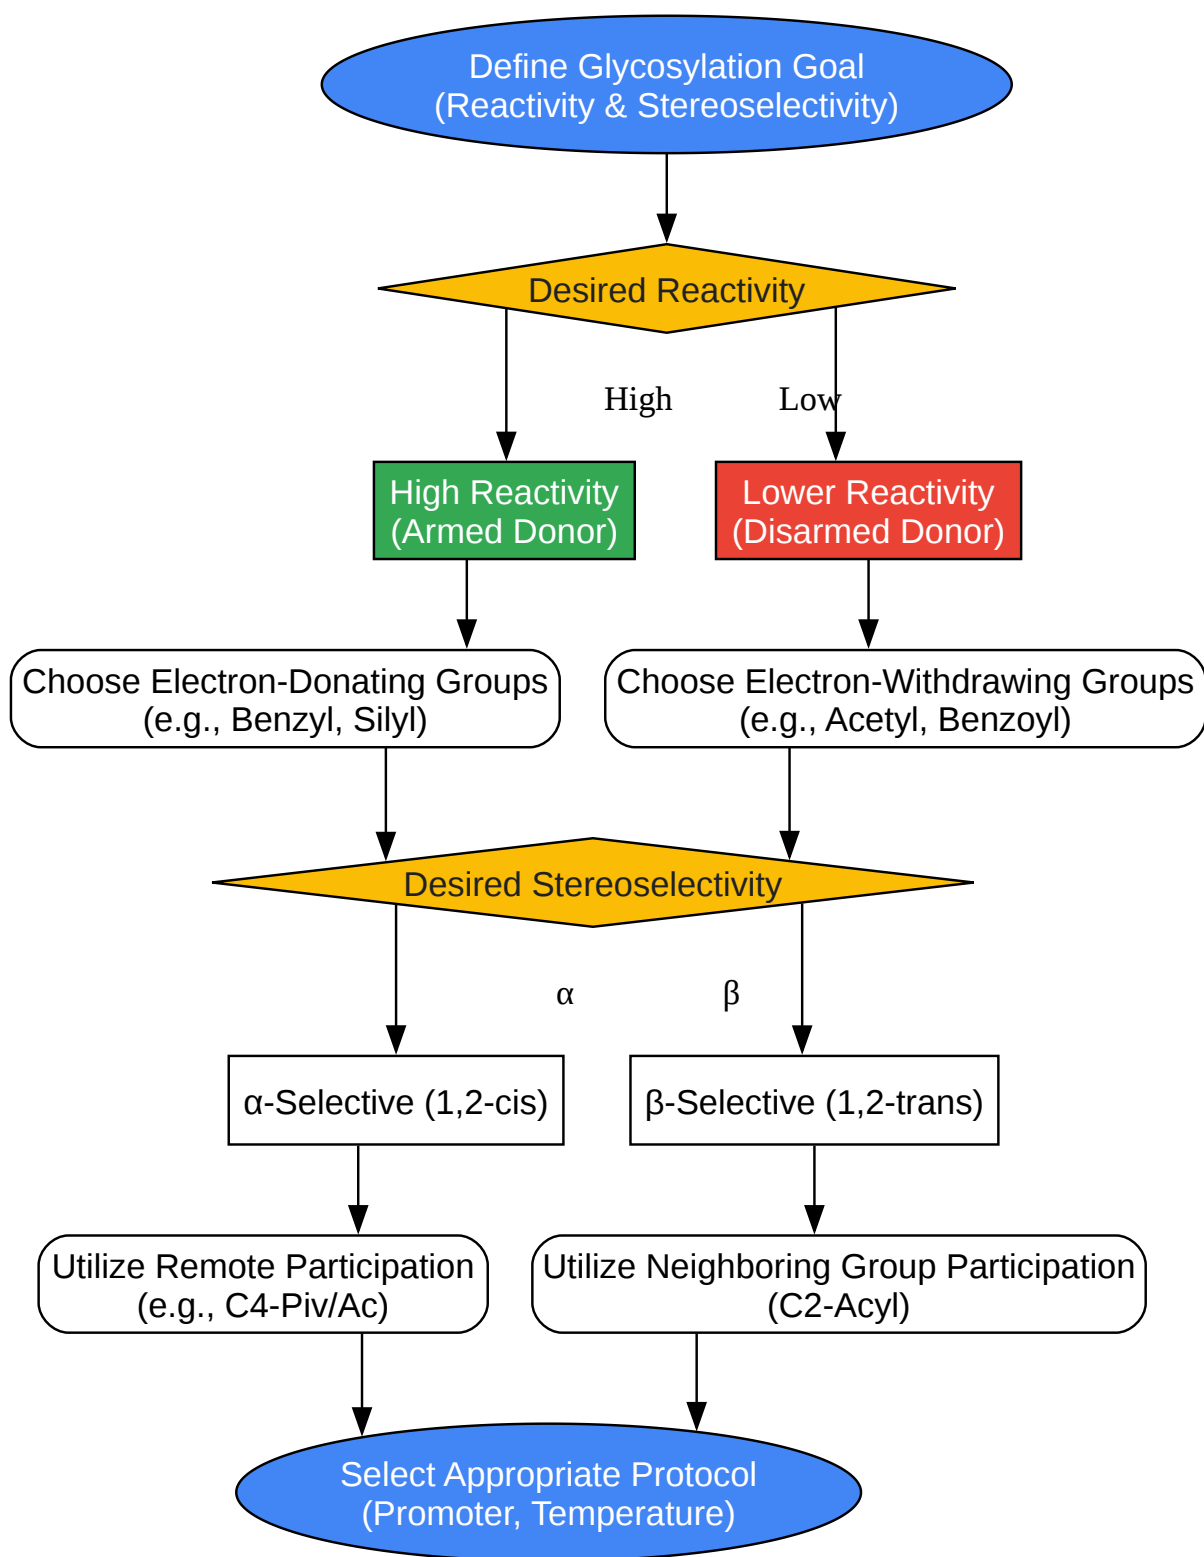 Define Glycosylation Goal
(Reactivity & Stereoselectivity)
Desired Reactivity
High
Low
High Reactivity
(Armed Donor)
Lower Reactivity
(Disarmed Donor)
Choose Electron-Donating Groups
(e.g., Benzyl, Silyl)
Choose Electron-Withdrawing Groups
(e.g., Acetyl, Benzoyl)
Desired Stereoselectivity
α
β
α-Selective (1,2-cis)
β-Selective (1,2-trans)
Utilize Remote Participation
(e.g., C4-Piv/Ac)
Utilize Neighboring Group Participation
(C2-Acyl)
Select Appropriate Protocol
(Promoter, Temperature)